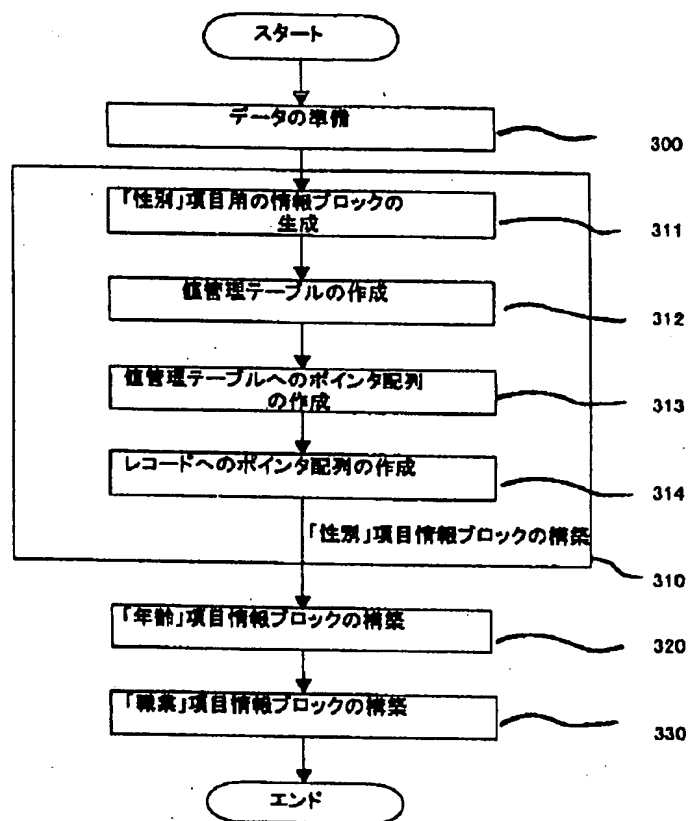 スタート
データの準備
300
「性別」項目用の情報ブロックの
生成
311
値管理テーブルの作成
312
値管理テーブルへのポインタ配列
の作成
313
レコードへのポインタ配列の作成
314
「性別」項目情報ブロックの構築
310
「年齢」項目情報ブロックの構築
320
「職業」項目情報ブロックの構築
330
エンド